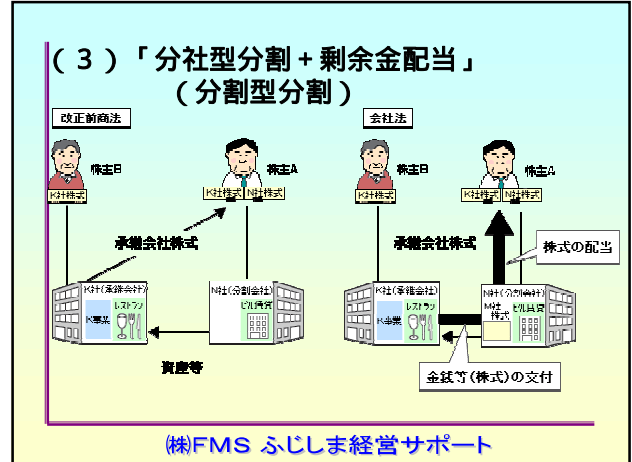 （３）「分社型分割＋剰余金配当」
（分割型分割）
改正前商法
会社法
株主B
株主A
K社株式
K社株式 N社株式
承継会社株式
K社(承継会社)
K事業
レストラン
N社(分割会社)
ビル賃貸
資産等
株主B
株主A
K社株式
K社株式 N社株式
承継会社株式
株式の配当
K社(承継会社)
K事業
レストラン
N社(分割会社)
M社
株式
ビル賃貸
金銭等(株式)の交付
㈱FMS ふじしま経営サポート